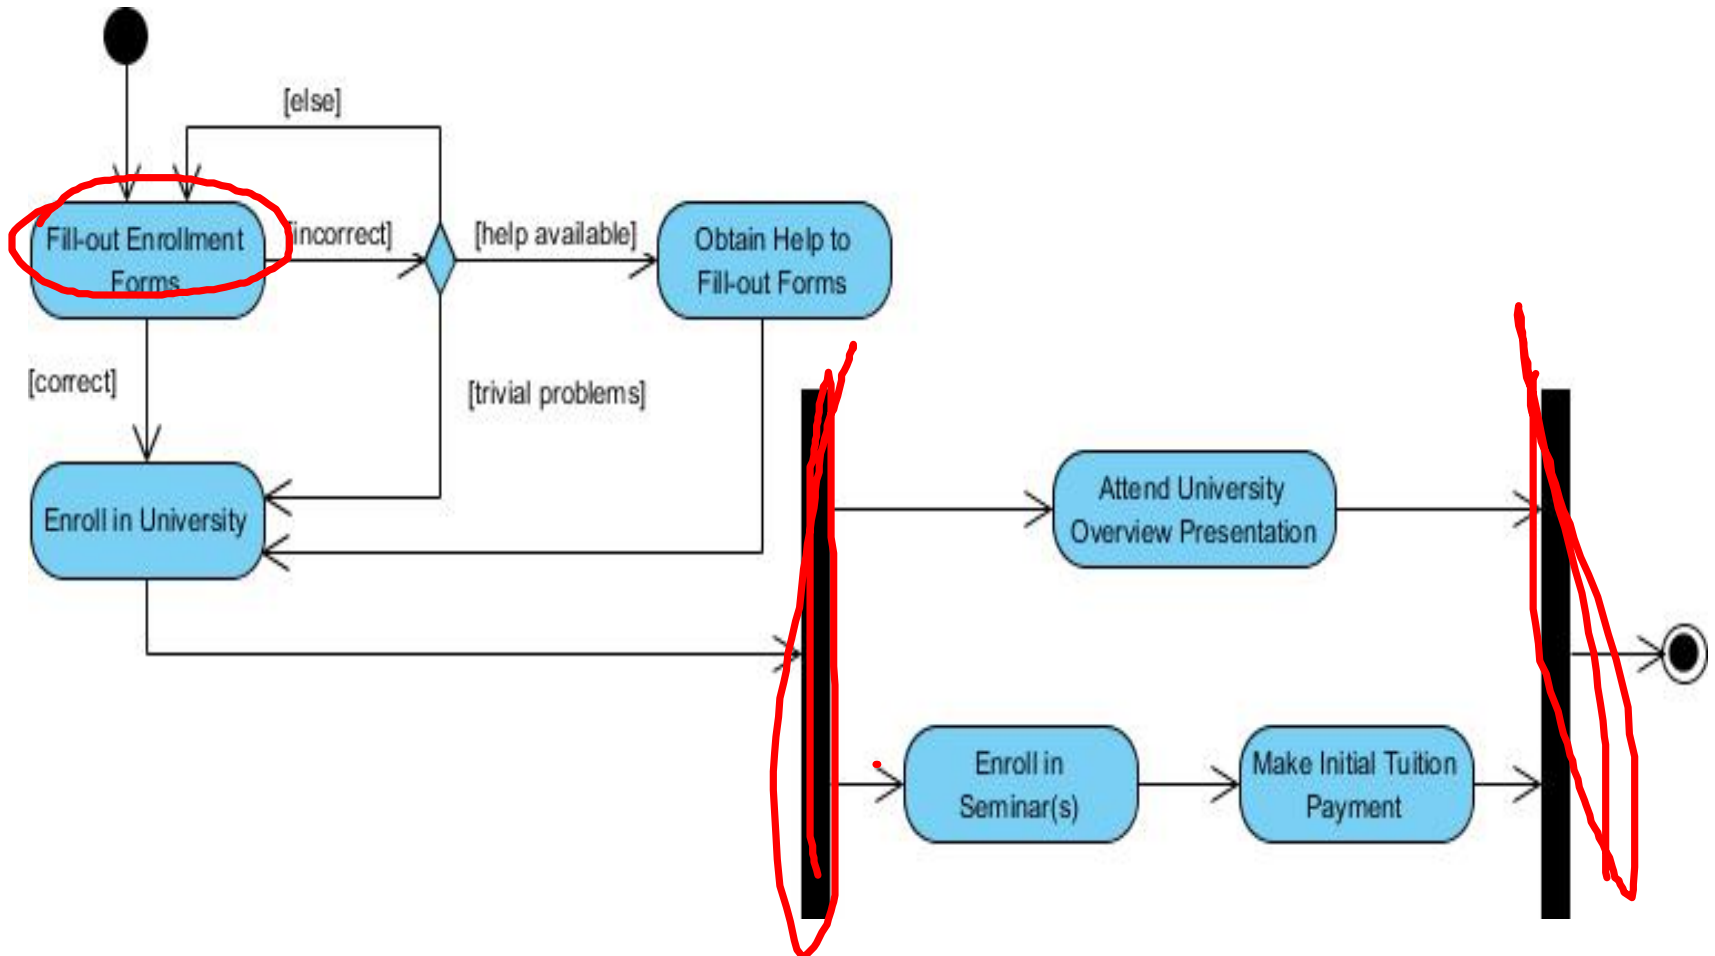 [else]
Fill-out Enrollment
Forms
[incorrect]
[help available]
Obtain Help to
Fill-out Forms
[correct]
[trivial problems]
Enroll in University
Attend University
Overview Presentation
Enroll in
Seminar(s)
Make Initial Tuition
Payment